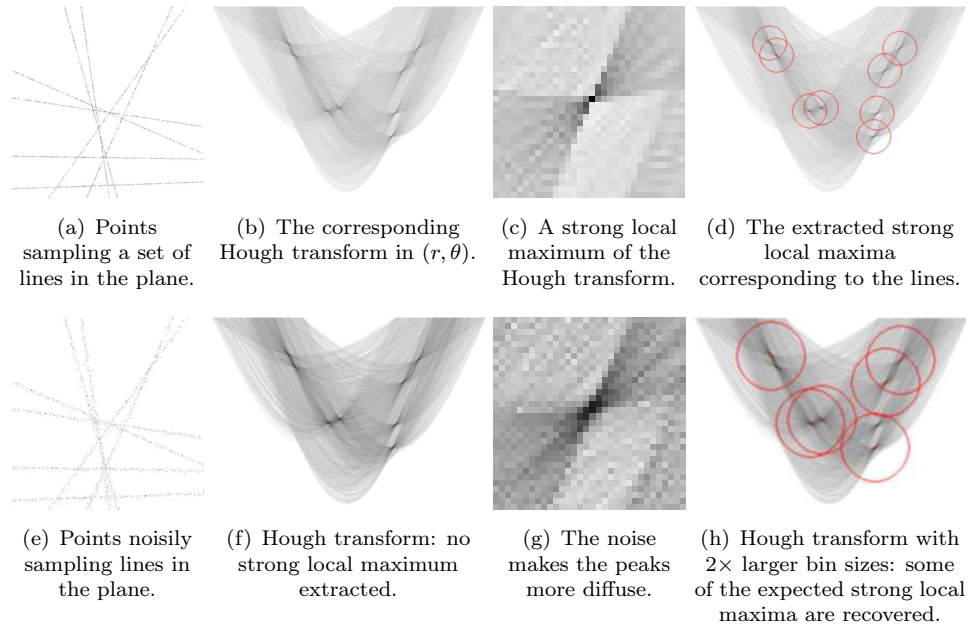 (a) Points
sampling a set of
lines in the plane.
(b) The corresponding
Hough transform in (r, θ).
(c) A strong local
maximum of the
Hough transform.
(d) The extracted strong
local maxima
corresponding to the lines.
(e) Points noisily
sampling lines in
the plane.
(f) Hough transform: no
strong local maximum
extracted.
(g) The noise
makes the peaks
more diffuse.
(h) Hough transform with
2× larger bin sizes: some
of the expected strong local
maxima are recovered.